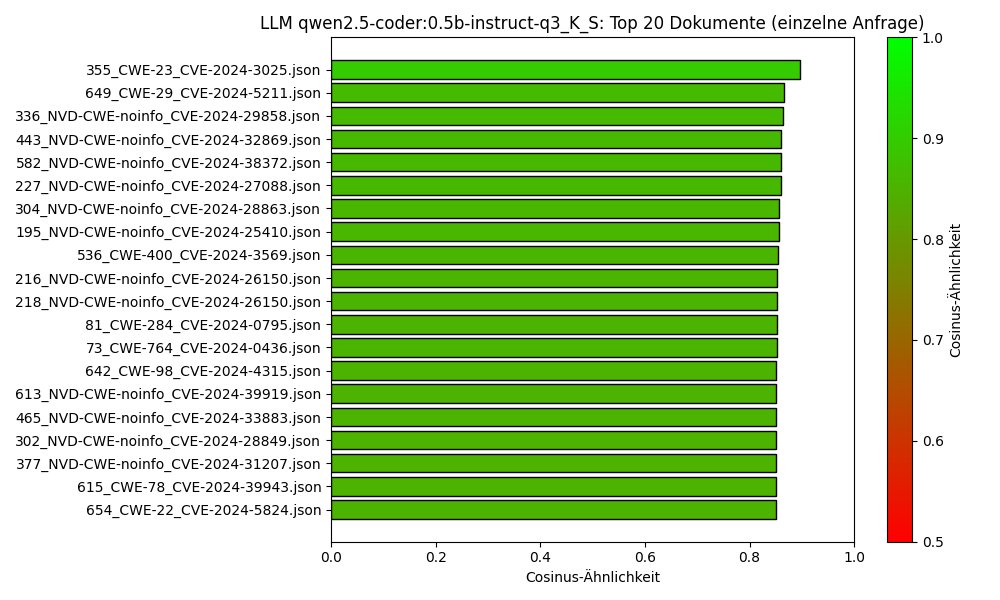 LLM qwen2.5-coder:0.5b-instruct-q3_K_S: Top 20 Dokumente (einzelne Anfrage)
355_CWE-23_CVE-2024-3025.json
649_CWE-29_CVE-2024-5211.json
336_NVD-CWE-noinfo_CVE-2024-29858.json
443_NVD-CWE-noinfo_CVE-2024-32869.json
582_NVD-CWE-noinfo_CVE-2024-38372.json
227_NVD-CWE-noinfo_CVE-2024-27088.json
304_NVD-CWE-noinfo_CVE-2024-28863.json
195_NVD-CWE-noinfo_CVE-2024-25410.json
536_CWE-400_CVE-2024-3569.json
216_NVD-CWE-noinfo_CVE-2024-26150.json
218_NVD-CWE-noinfo_CVE-2024-26150.json
81_CWE-284_CVE-2024-0795.json
73_CWE-764_CVE-2024-0436.json
642_CWE-98_CVE-2024-4315.json
613_NVD-CWE-noinfo_CVE-2024-39919.json
465_NVD-CWE-noinfo_CVE-2024-33883.json
302_NVD-CWE-noinfo_CVE-2024-28849.json
377_NVD-CWE-noinfo_CVE-2024-31207.json
615_CWE-78_CVE-2024-39943.json
654_CWE-22_CVE-2024-5824.json
0.0 0.2 0.4 0.6 0.8 1.0
Cosinus-Ähnlichkeit
1.0
0.9
0.8
0.7
0.6
0.5
Cosinus-Ähnlichkeit